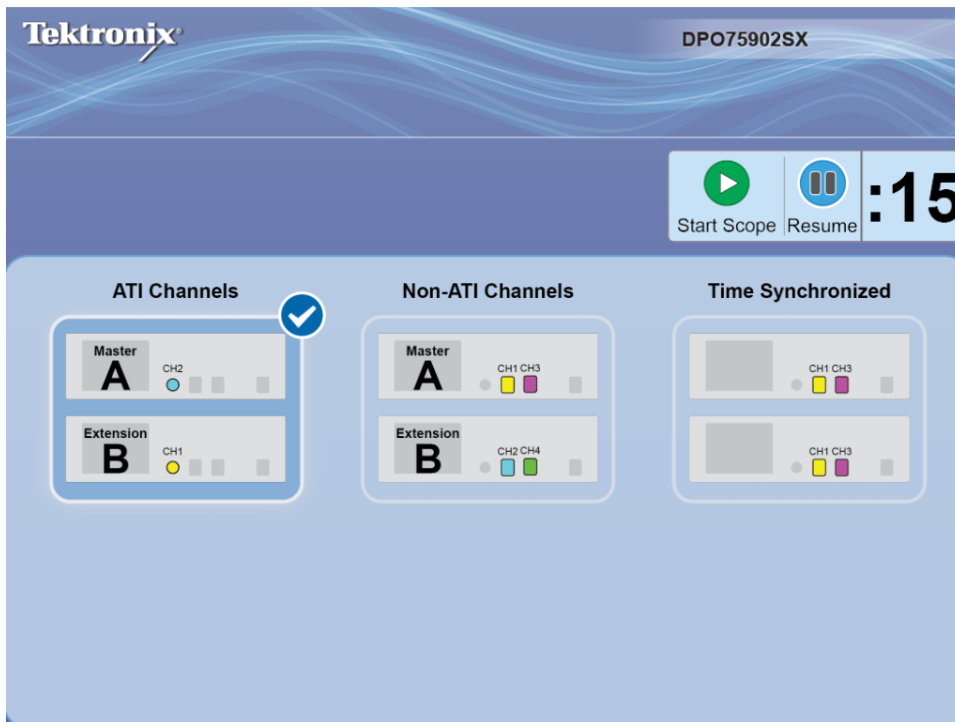 Tektronix
DPO75902SX
Start Scope
Resume
:15
ATI Channels
Non-ATI Channels
Time Synchronized
Master
A
CH2
Extension
B
CH1
Master
A
CH1 CH3
Extension
B
CH2 CH4
CH1 CH3
CH1 CH3